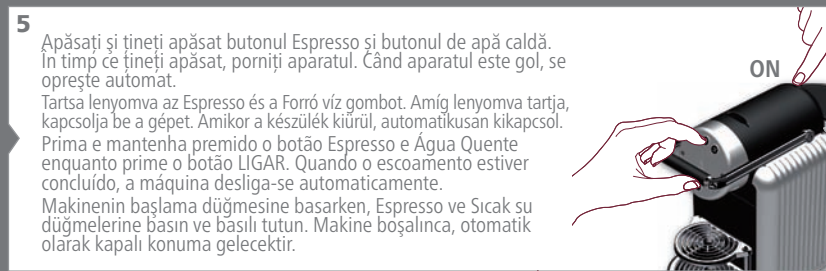 5
Apăsați și țineți apăsat butonul Espresso și butonul de apă caldă.
În timp ce țineți apăsat, porniți aparatul. Când aparatul este gol, se
oprește automat.
Tartsa lenyomva az Espresso és a Forró víz gombot. Amíg lenyomva tartja,
kapcsolja be a gépet. Amikor a készülék kiürül, automatikusan kikapcsol.
Prima e mantenha premido o botão Espresso e Água Quente
enquanto prime o botão LIGAR. Quando o escoamento estiver
concluído, a máquina desliga-se automaticamente.
Makinenin başlama düğmesine basarken, Espresso ve Sıcak su
düğmelerine basın ve basılı tutun. Makine boşalınca, otomatik
olarak kapalı konuma gelecektir.
ON